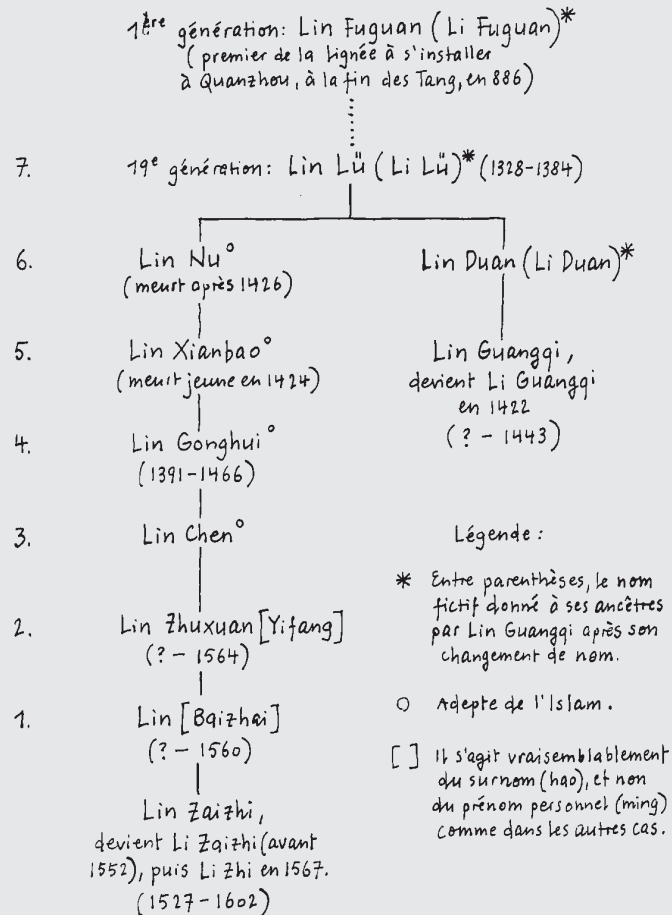 1ère génération: Lin Fuguan (Li Fuguan)*
(premier de la lignée à s'installer
à Quanzhou, à la fin des Tang, en 886)
7. 19e génération: Lin Lü (Li Lü)* (1328-1384)
6. Lin Nu° Lin Duan (Li Duan)*
(meurt après 1426)
5. Lin Xianbao° Lin Guangqi,
(meurt jeune en 1424) devient Li Guangqi
en 1422
4. Lin Gonghui° (? - 1443)
(1391-1466)
3. Lin Chen°
2. Lin Zhuxuan [Yifang]
(? - 1564)
1. Lin [Baizhai]
(? - 1560)
Lin Zaizhi,
devient Li Zaizhi (avant
1552), puis Li Zhi en 1567.
(1527-1602)
Légende :
* Entre parenthèses, le nom
fictif donné à ses ancêtres
par Lin Guangqi après son
changement de nom.
○ Adepte de l'Islam.
[ ] Il s'agit vraisemblablement
du surnom (hao), et non
du prénom personnel (ming)
comme dans les autres cas.